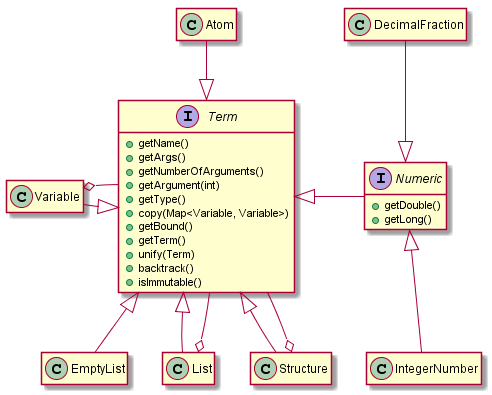 C Atom
C DecimalFraction
I Term
getName()
getArgs()
getNumberOfArguments()
getArgument(int)
getType()
copy(Map<Variable, Variable>)
getBound()
getTerm()
unify(Term)
backtrack()
isImmutable()
C Variable
I Numeric
getDouble()
getLong()
C EmptyList
C List
C Structure
C IntegerNumber